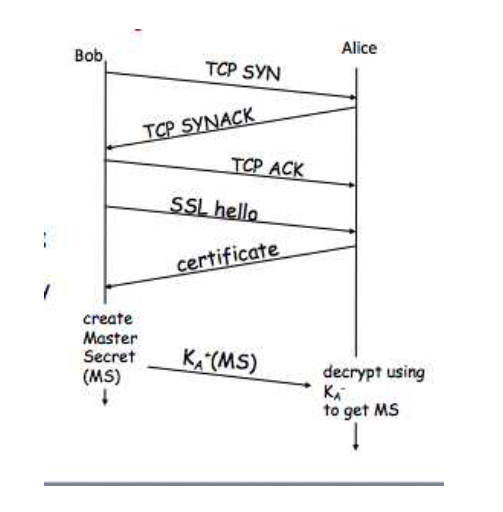 Bob
Alice
TCP SYN
TCP SYNACK
TCP ACK
SSL hello
certificate
create
Master
Secret
(MS)
K_A^+(MS)
decrypt using
K_A^-
to get MS